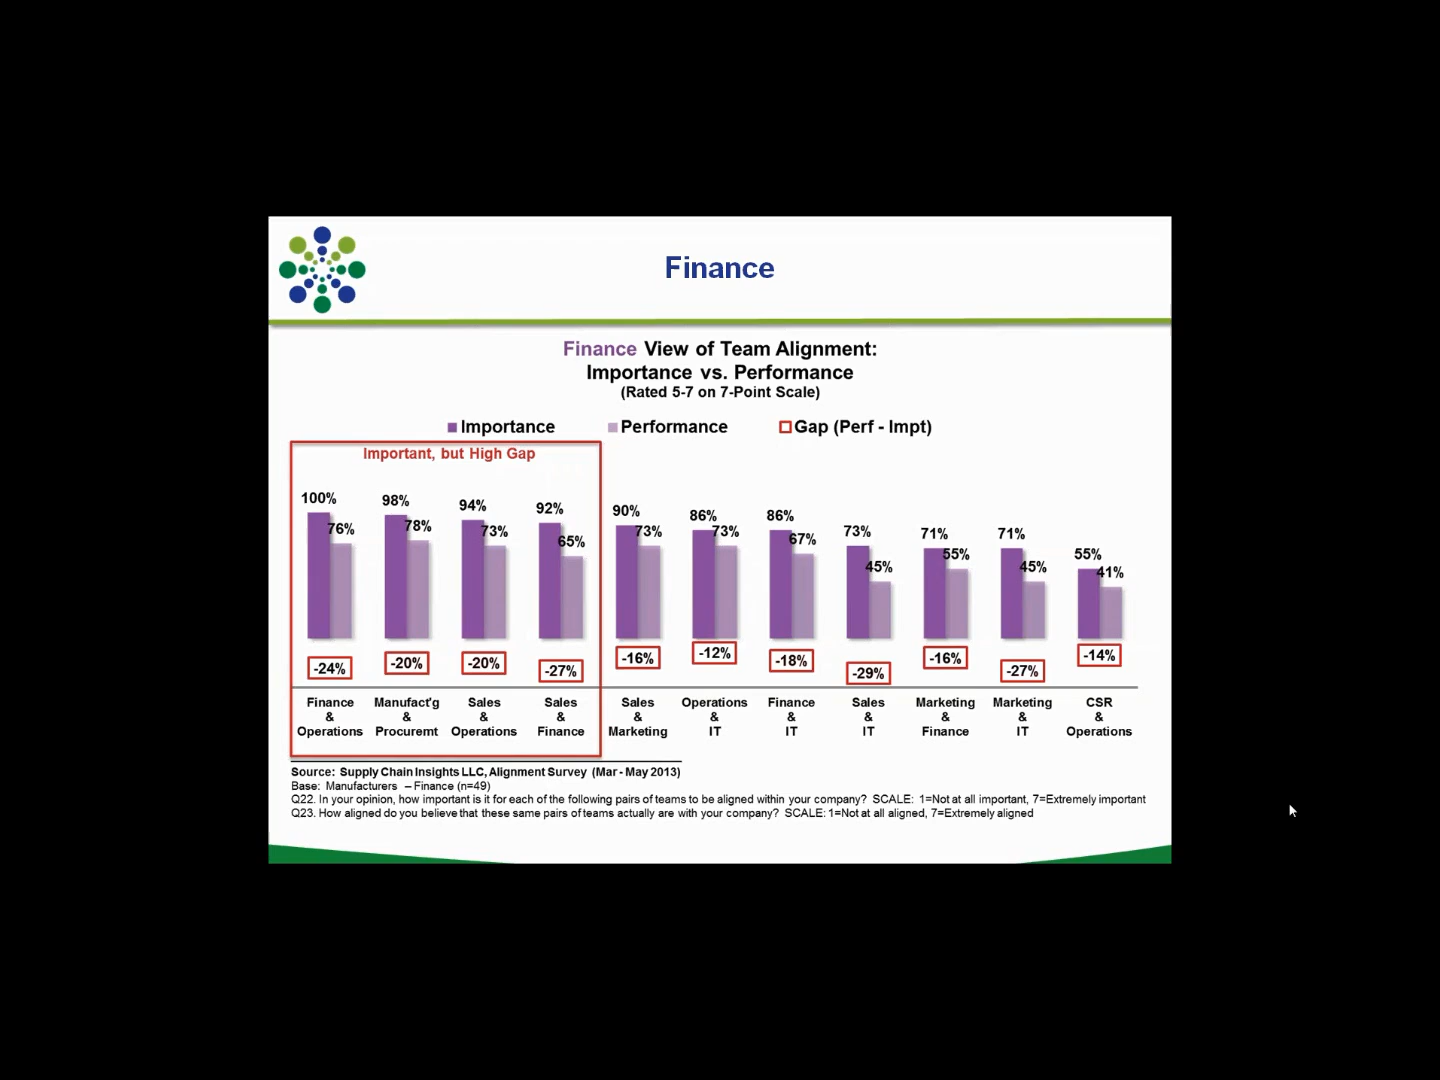 Finance
Finance View of Team Alignment:
Importance vs. Performance
(Rated 5-7 on 7-Point Scale)
Importance Performance Gap (Perf - Impt)
Important, but High Gap
100% 76% 98% 78% 94% 73% 92% 65% 90% 73% 86% 73% 86% 67% 73% 45% 71% 55% 71% 45% 55% 41%
-24% -20% -20% -27% -16% -12% -18% -29% -16% -27% -14%
Finance Manufact'g Sales Sales Sales Operations Finance Sales Marketing Marketing CSR
& & & & & & & & & & &
Operations Procuremt Operations Finance Marketing IT IT IT Finance IT Operations
Source: Supply Chain Insights LLC, Alignment Survey (Mar - May 2013)
Base: Manufacturers – Finance (n=49)
Q22. In your opinion, how important is it for each of the following pairs of teams to be aligned within your company? SCALE: 1=Not at all important, 7=Extremely important
Q23. How aligned do you believe that these same pairs of teams actually are with your company? SCALE: 1=Not at all aligned, 7=Extremely aligned